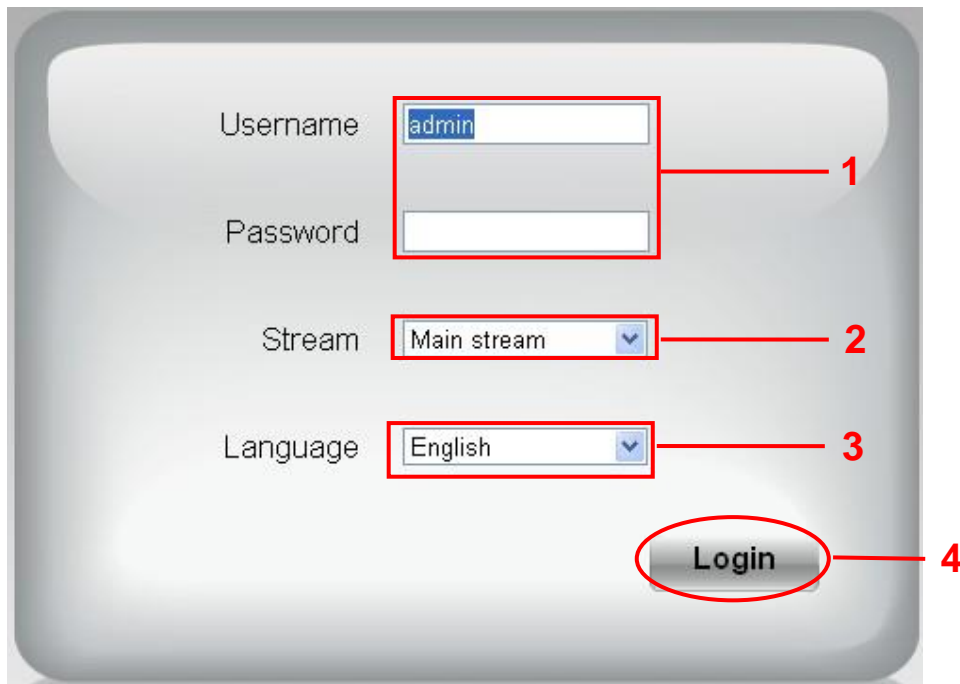 Username admin
1
Password
Stream Main stream 2
Language English 3
Login 4